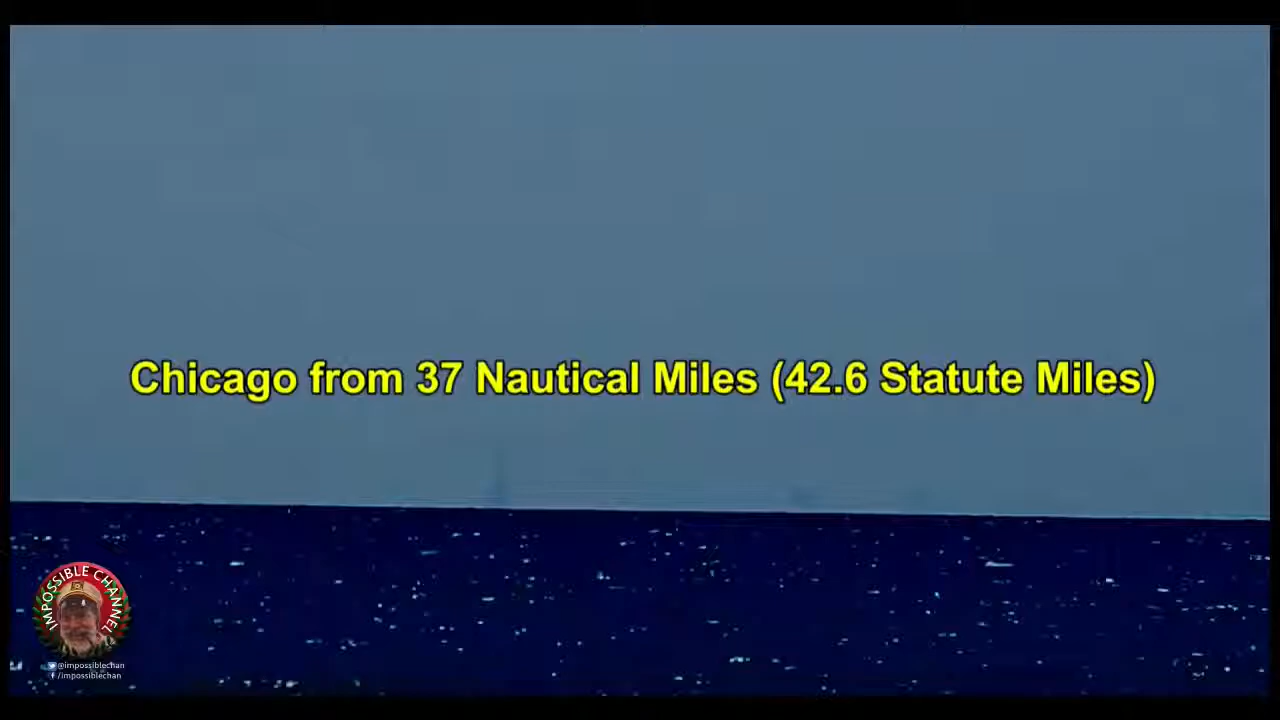 Chicago from 37 Nautical Miles (42.6 Statute Miles)
IMPOSSIBLE CHANNEL
@impossiblechan
/impossiblechan